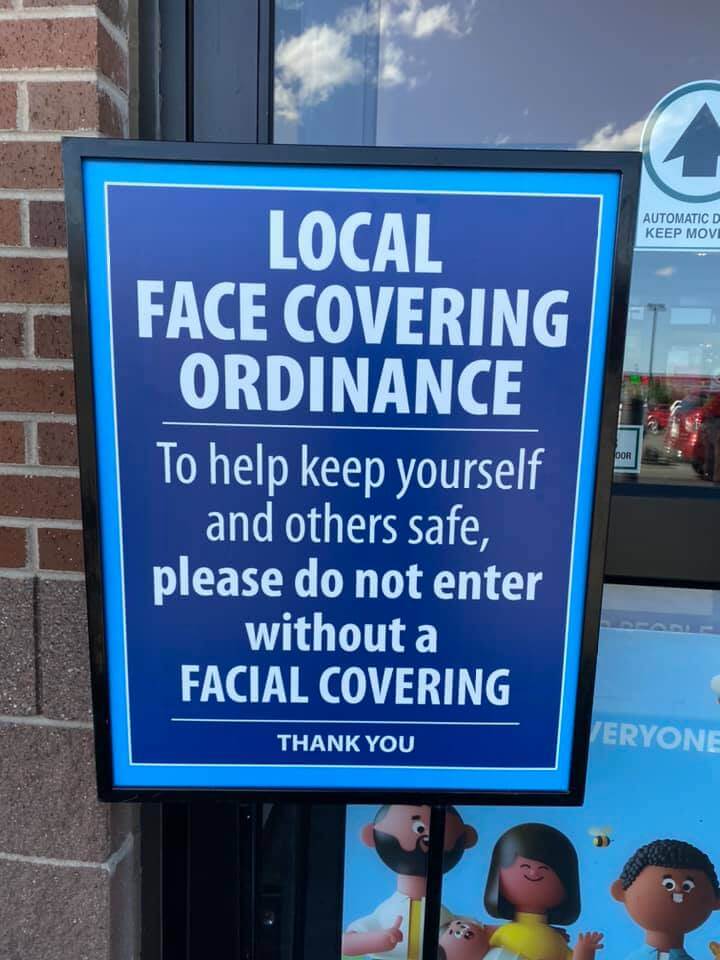 LOCAL
FACE COVERING
ORDINANCE
To help keep yourself
and others safe,
please do not enter
without a
FACIAL COVERING
THANK YOU
AUTOMATIC
KEEP